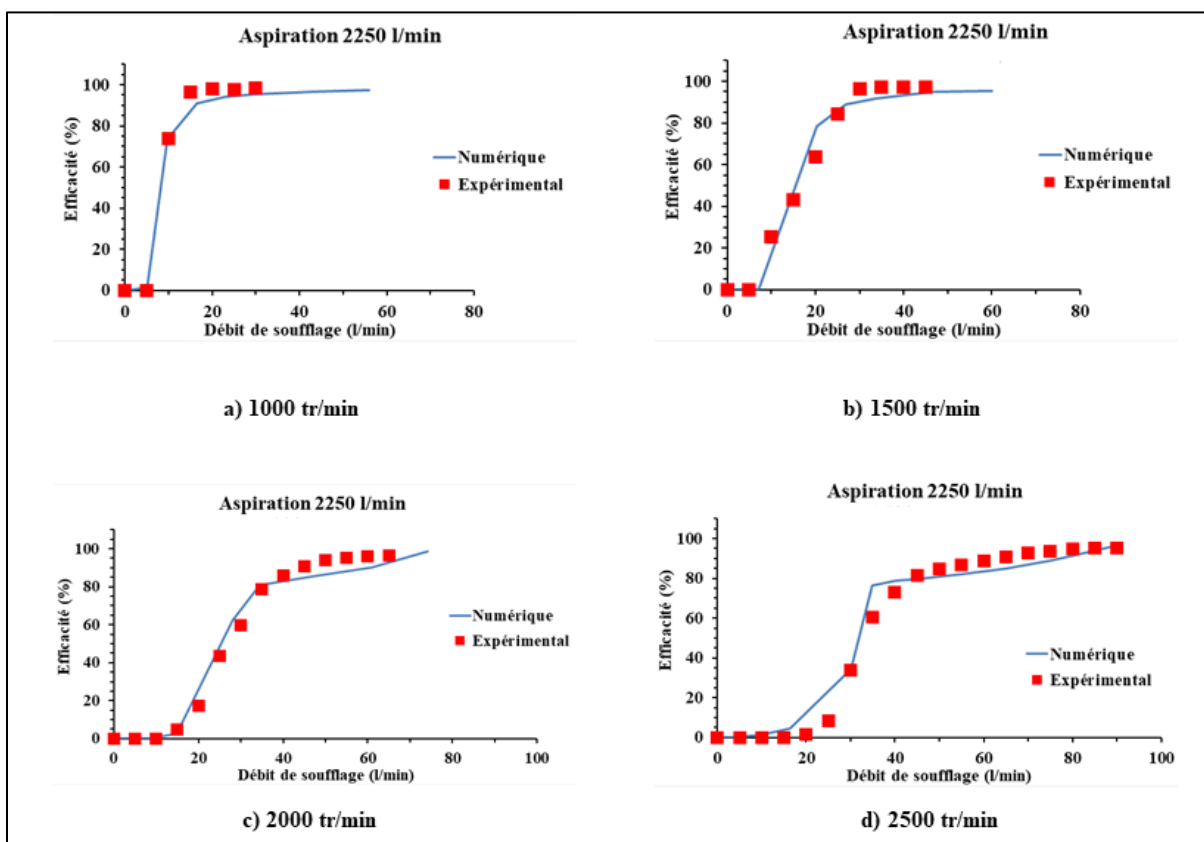 Aspiration 2250 l/min
Efficacité (%)
100
80
60
40
20
0
0 20 40 60 80
Débit de soufflage (l/min)
Numérique
Expérimental
a) 1000 tr/min
Aspiration 2250 l/min
Efficacité (%)
100
80
60
40
20
0
0 20 40 60 80
Débit de soufflage (l/min)
Numérique
Expérimental
b) 1500 tr/min
Aspiration 2250 l/min
Efficacité (%)
100
80
60
40
20
0
0 20 40 60 80 100
Débit de soufflage (l/min)
Numérique
Expérimental
c) 2000 tr/min
Aspiration 2250 l/min
Efficacité (%)
100
80
60
40
20
0
0 20 40 60 80 100
Débit de soufflage (l/min)
Numérique
Expérimental
d) 2500 tr/min